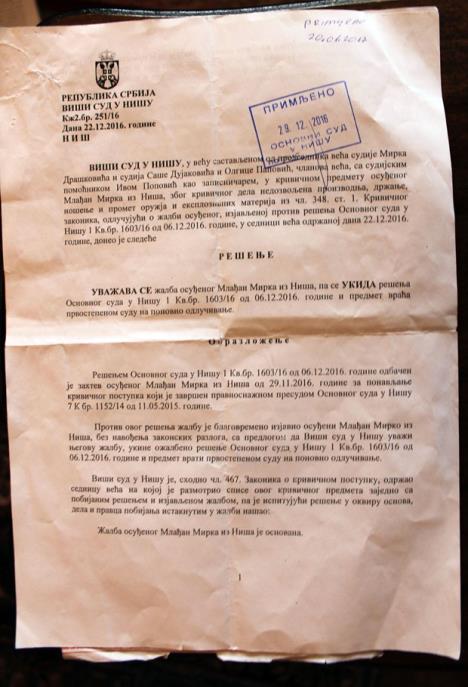 примљено
20.01.2017
РЕПУБЛИКА СРБИЈА
ВИШИ СУД У НИШУ
Кж2.бр. 251/16
Дана 22.12.2016. године
Н И Ш
ПРИМЉЕНО
29. 12. 2016
ОСНОВНИ СУД
У НИШУ
ВИШИ СУД У НИШУ, у већу састављеном од председника већа судије Мирка
Драшковића и судија Саше Дујаковића и Олгице Паповић, чланова већа, са судијским
помоћником Ивом Поповић као записничарем, у кривичном предмету осуђеног
Млађан Мирка из Ниша, због кривичног дела недозвољена производња, држање,
ношење и промет оружја и експлозивних материја из чл. 348. ст. 1. Кривичног
законика, одлучујући о жалби осуђеног, изјављеној против решења Основног суда у
Нишу 1 Кв.бр. 1603/16 од 06.12.2016. године, у седници већа одржаној дана 22.12.2016.
године, донео је следеће
Р Е Ш Е Њ Е
УВАЖАВА СЕ жалба осуђеног Млађан Мирка из Ниша, па се УКИДА решења
Основног суда у Нишу 1 Кв.бр. 1603/16 од 06.12.2016. године и предмет враћа
првостепеном суду на поновно одлучивање.
О б р а з л о ж е њ е
Решењем Основног суда у Нишу 1 Кв.бр. 1603/16 од 06.12.2016. године одбачен
је захтев осуђеног Млађан Мирка из Ниша од 29.11.2016. године за понављање
кривичног поступка који је завршен правноснажном пресудом Основног суда у Нишу
7 К бр. 1152/14 од 11.05.2015. године.
Против овог решења жалбу је благовремено изјавио осуђени Млађан Мирко из
Ниша, без навођења законских разлога, са предлогом да Виши суд у Нишу уважи
његову жалбу, укине ожалбено решење Основног суд у Нишу 1 Кв.бр. 1603/16 од
06.12.2016. године и предмет врати првостепеном суду на поновно одлучивање.
Виши суд у Нишу је, сходно чл. 467. Законика о кривичном поступку, одржао
седницу већа на којој је размотрио списе овог кривичног предмета заједно са
побијаним решењем и изјављеном жалбом, па је испитујући решење у оквиру основа,
дела и правца побијања истакнутим у жалби нашао:
Жалба осуђеног Млађан Мирка из Ниша је основана.
1